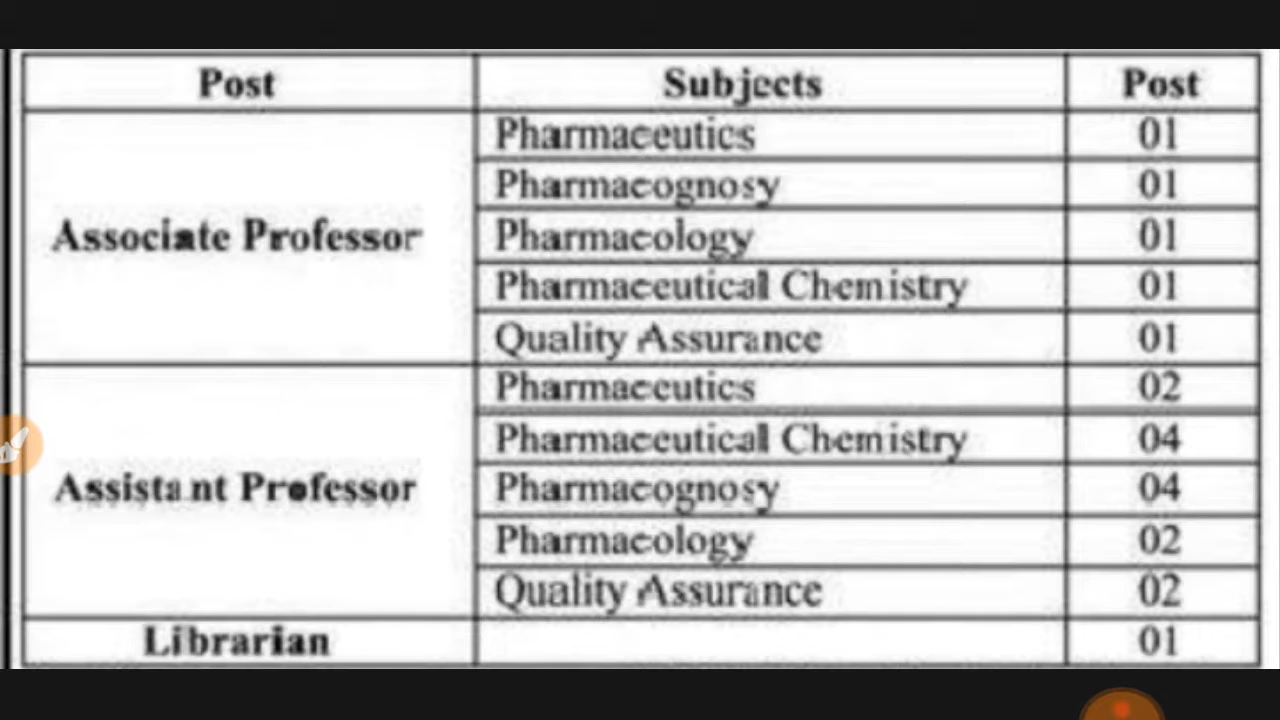 Post Subjects Post
Associate Professor
Pharmaceutics 01
Pharmacognosy 01
Pharmacology 01
Pharmaceutical Chemistry 01
Quality Assurance 01
Assistant Professor
Pharmaceutics 02
Pharmaceutical Chemistry 04
Pharmacognosy 04
Pharmacology 02
Quality Assurance 02
Librarian 01